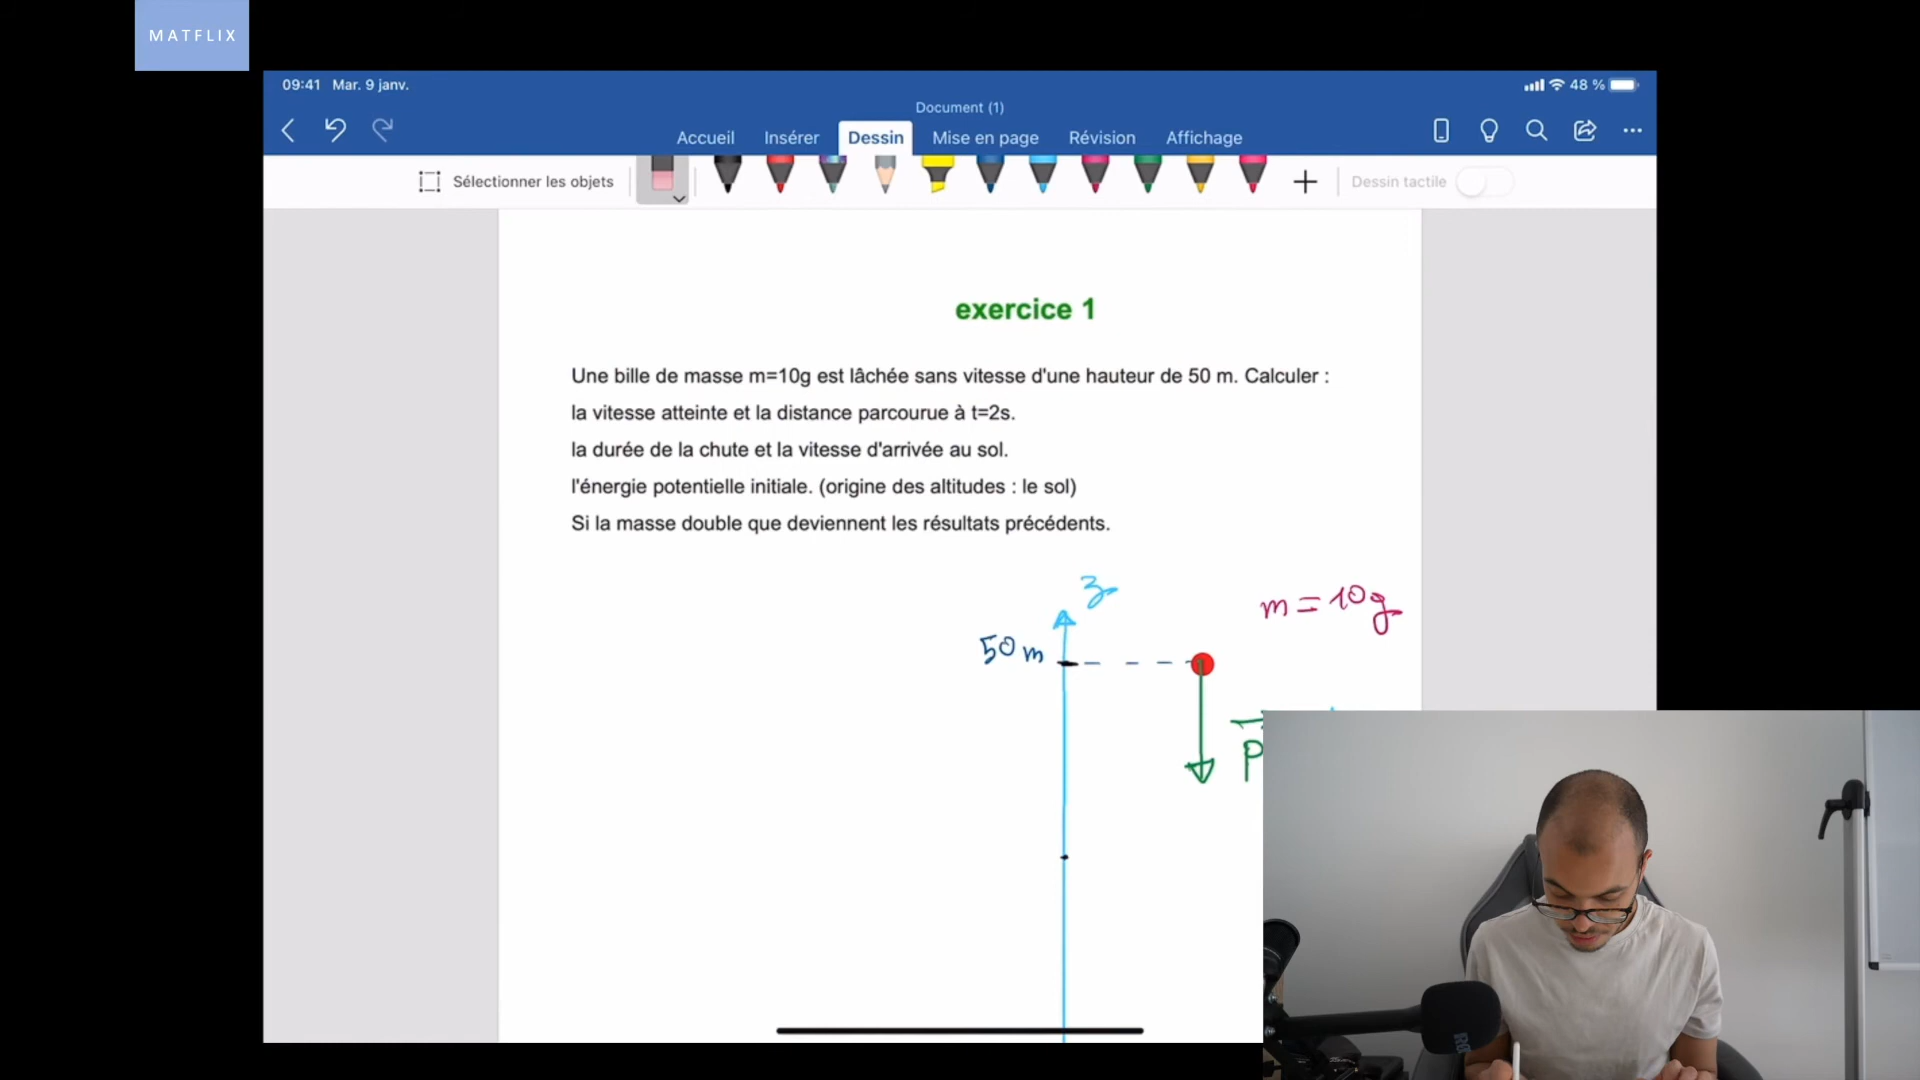 MATFLIX
09:41 Mar. 9 janv.
48 %
Document (1)
Accueil Insérer Dessin Mise en page Révision Affichage
Sélectionner les objets
Dessin tactile
exercice 1
Une bille de masse m=10g est lâchée sans vitesse d'une hauteur de 50 m. Calculer :
la vitesse atteinte et la distance parcourue à t=2s.
la durée de la chute et la vitesse d'arrivée au sol.
l'énergie potentielle initiale. (origine des altitudes : le sol)
Si la masse double que deviennent les résultats précédents.
z
m = 10g
50 m
P